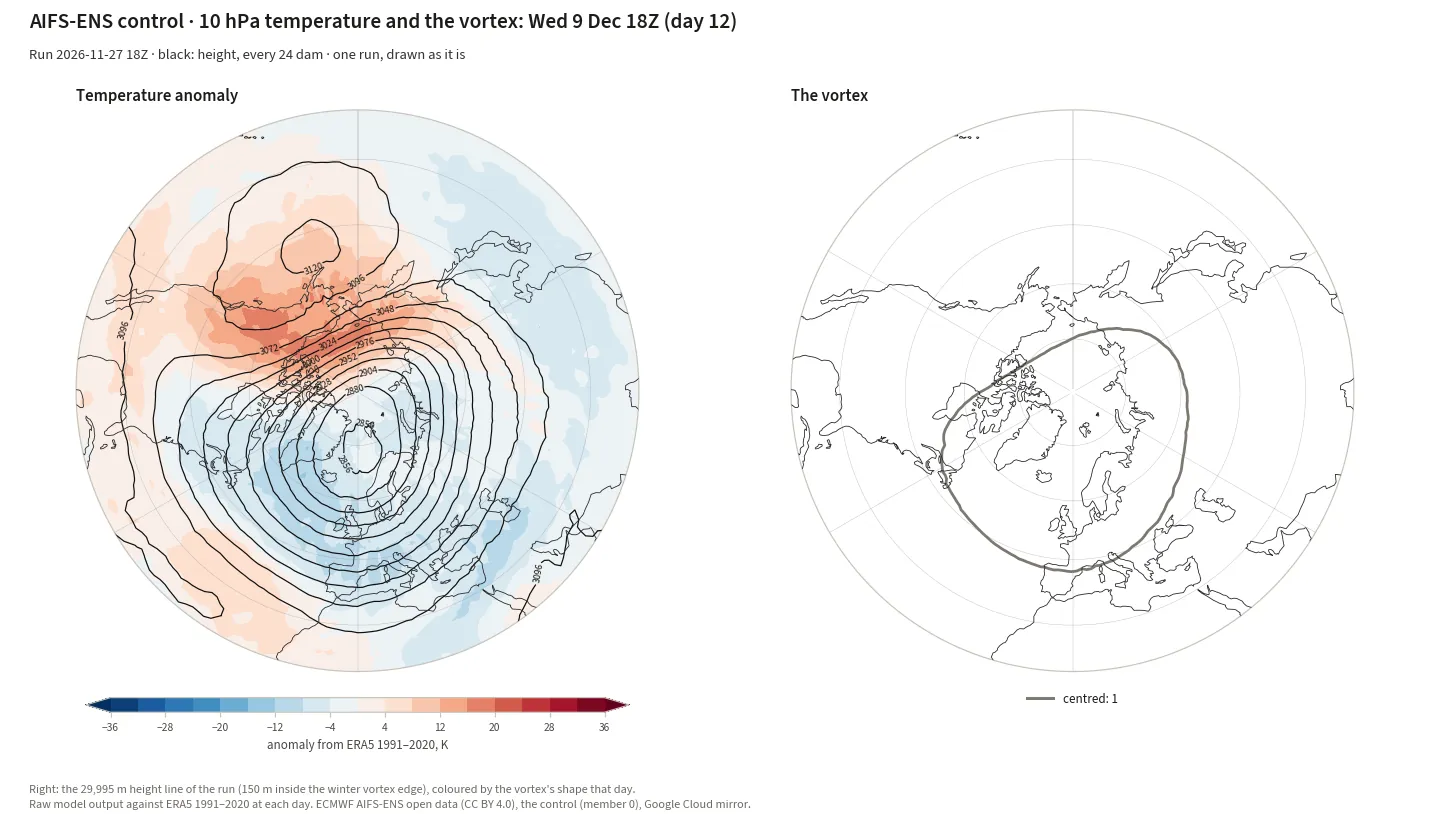 AIFS-ENS control · 10 hPa temperature and the vortex: Wed 9 Dec 18Z (day 12)
Run 2026-11-27 18Z · black: height, every 24 dam · one run, drawn as it is
Temperature anomaly
The vortex
3120
3096
3048
3096
3024
2976
3072
2952
2904
2880
2856
3096
−36 −28 −20 −12 −4 4 12 20 28 36
anomaly from ERA5 1991–2020, K
centred: 1
Right: the 29,995 m height line of the run (150 m inside the winter vortex edge), coloured by the vortex's shape that day.
Raw model output against ERA5 1991–2020 at each day. ECMWF AIFS-ENS open data (CC BY 4.0), the control (member 0), Google Cloud mirror.